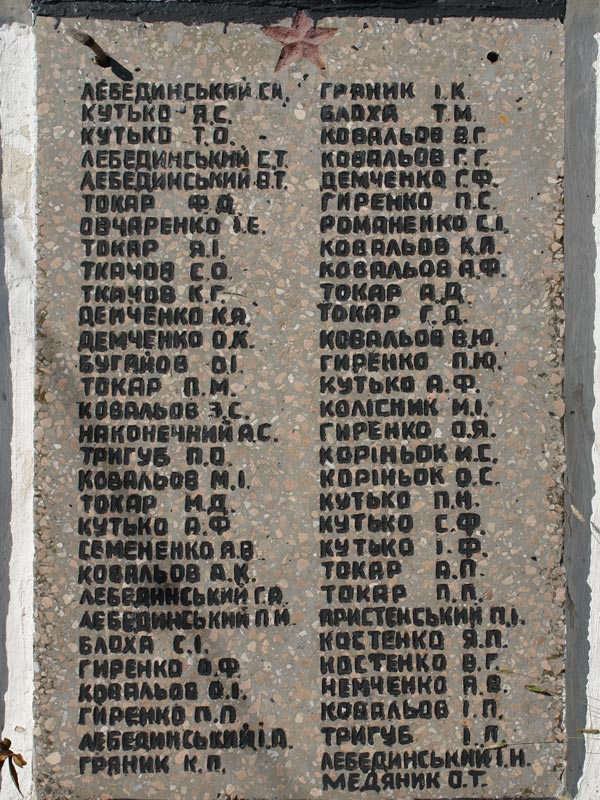 ЛЕБЕДИНСЬКИЙ С.Н.
КУТЬКО Я.С.
КУТЬКО Т.О.
ЛЕБЕДИНСЬКИЙ С.Т.
ЛЕБЕДИНСЬКИЙ В.Т.
ТОКАР Ф.Д.
ОВЧАРЕНКО І.Е.
ТОКАР Я.І.
ТКАЧОВ С.О.
ТКАЧОВ К.Г.
ДЕМЧЕНКО К.Я.
ДЕМЧЕНКО О.К.
БУГАЙОВ О.І.
ТОКАР П.М.
КОВАЛЬОВ З.С.
НАКОНЕЧНИЙ А.С.
ТРИГУБ П.О.
КОВАЛЬОВ М.І.
ТОКАР М.Д.
КУТЬКО А.Ф
СЕМЕНЕНКО А.В.
КОВАЛЬОВ А.К.
ЛЕБЕДИНСЬКИЙ Г.А.
ЛЕБЕДИНСЬКИЙ П.М.
БЛОХА С.І.
ГИРЕНКО О.Ф.
КОВАЛЬОВ О.І.
ГИРЕНКО П.П
ЛЕБЕДИНСЬКИЙ І.П.
ГРЯНИК К.П.
ГРЯНИК І.К.
БЛОХА Т.М.
КОВАЛЬОВ В.Г.
КОВАЛЬОВ Г.Г.
ДЕМЧЕНКО Г.Ф.
ГИРЕНКО П.С.
РОМАНЕНКО С.І.
КОВАЛЬОВ К.Л.
КОВАЛЬОВ А.Ф.
ТОКАР А.Д.
ТОКАР Г.Д.
КОВАЛЬОВ В.Ю.
ГИРЕНКО П.Ю.
КУТЬКО А.Ф.
КОЛІСНИК М.І.
ГИРЕНКО О.Я.
КОРІНЬОК И.С.
КОРІНЬОК О.С.
КУТЬКО П.Н.
КУТЬКО С.Ф.
КУТЬКО І.Ф.
ТОКАР А.П.
ТОКАР П.П.
АРИСТЕНСЬКИЙ П.І.
КОСТЕНКО Я.П.
КОСТЕНКО В.Г.
НЕМЧЕНКО А.В.
КОВАЛЬОВ І.П.
ТРИГУБ І.П.
ЛЕБЕДИНСЬКИЙ І.Н.
МЕДЯНИК О.Т.